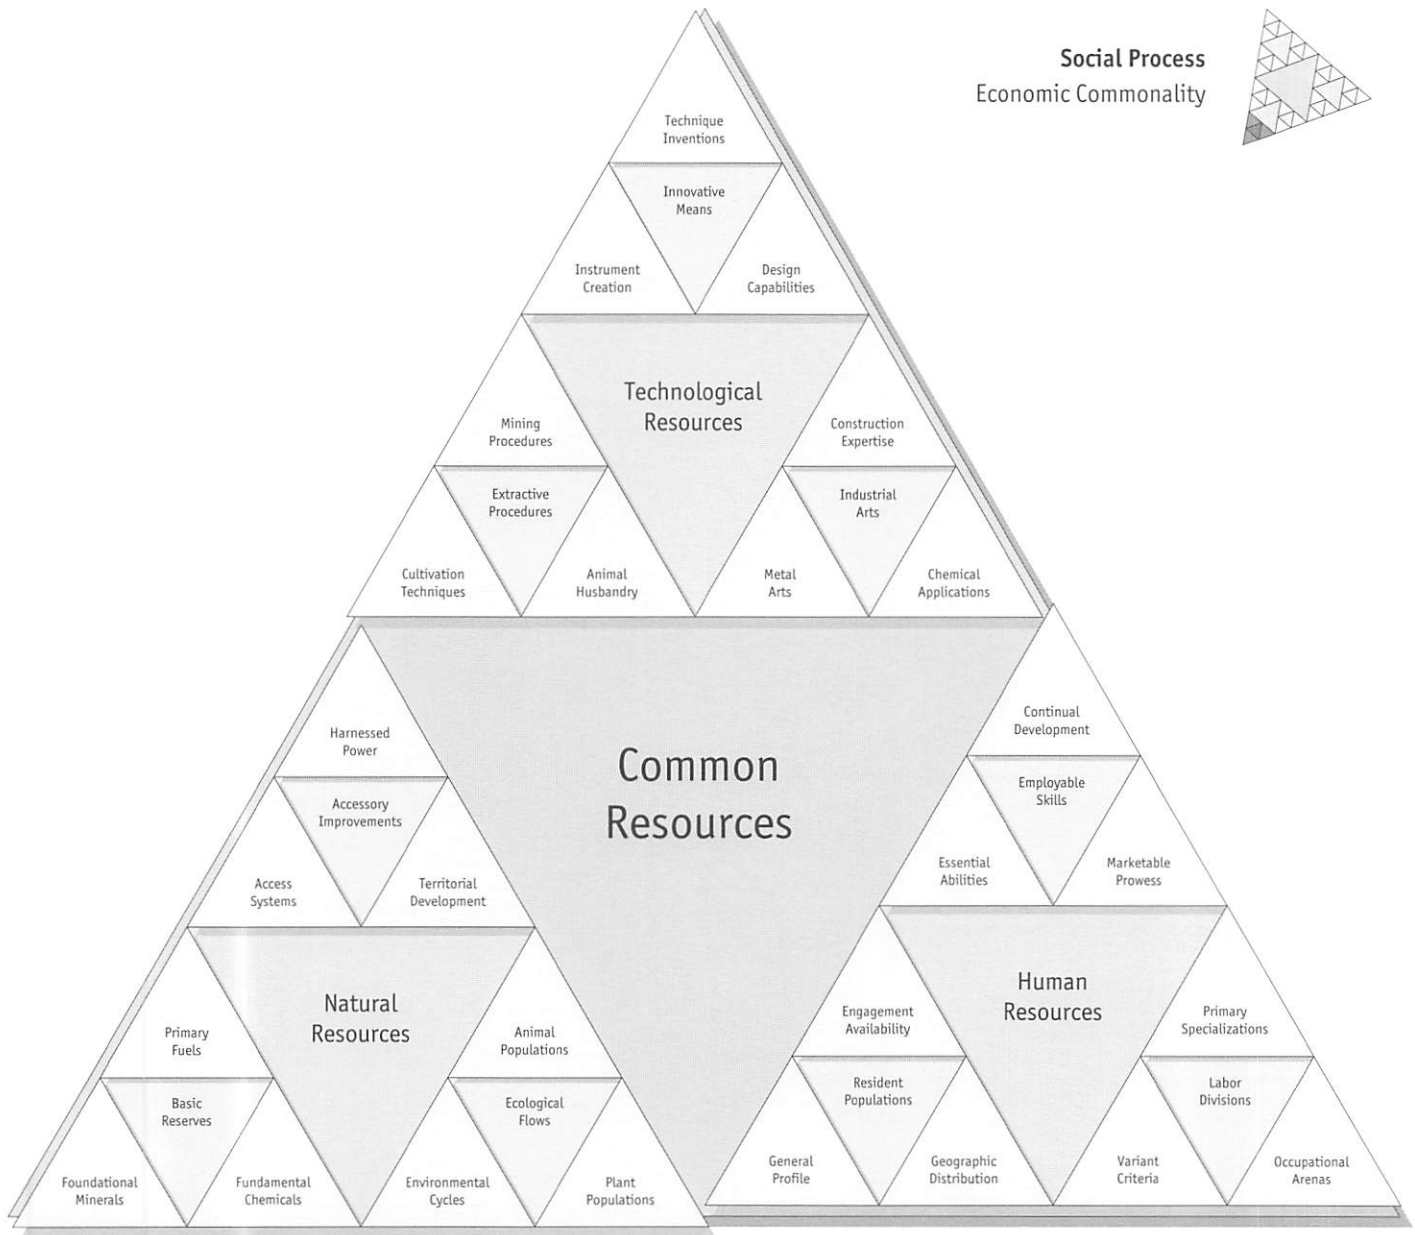 Social Process
Economic Commonality
Technique
Inventions
Innovative
Means
Instrument
Creation
Design
Capabilities
Technological
Resources
Mining
Procedures
Construction
Expertise
Extractive
Procedures
Industrial
Arts
Cultivation
Techniques
Animal
Husbandry
Metal
Arts
Chemical
Applications
Common
Resources
Harnessed
Power
Accessory
Improvements
Access
Systems
Territorial
Development
Natural
Resources
Primary
Fuels
Animal
Populations
Basic
Reserves
Ecological
Flows
Foundational
Minerals
Fundamental
Chemicals
Environmental
Cycles
Plant
Populations
Continual
Development
Employable
Skills
Essential
Abilities
Marketable
Prowess
Human
Resources
Engagement
Availability
Primary
Specializations
Resident
Populations
Labor
Divisions
General
Profile
Geographic
Distribution
Variant
Criteria
Occupational
Arenas